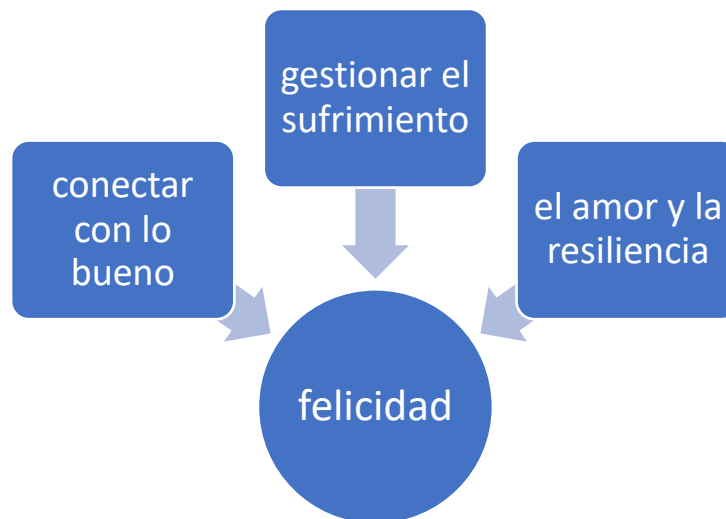 gestionar el
sufrimiento
conectar
con lo
bueno
el amor y la
resiliencia
felicidad